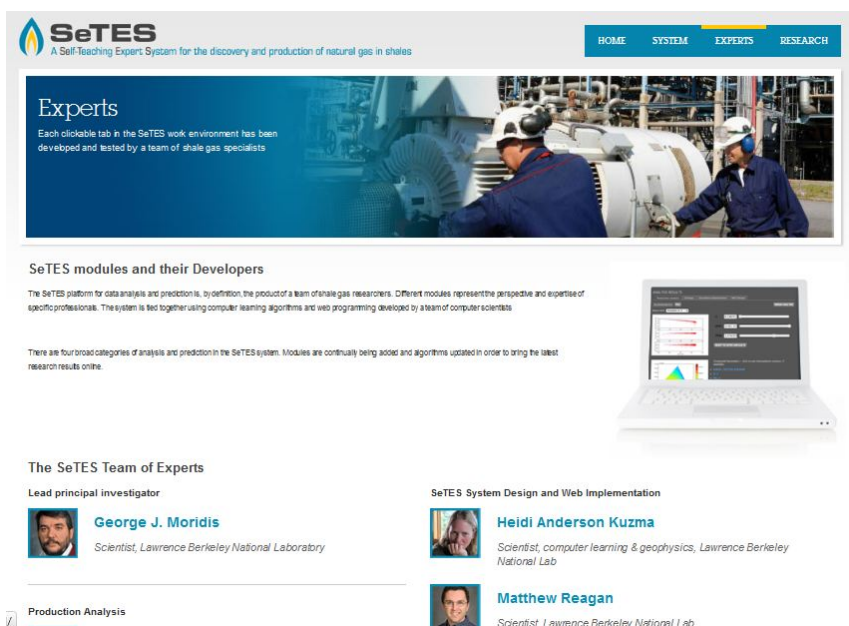 SeTES
A Self-Teaching Expert System for the discovery and production of natural gas in shales
HOME SYSTEM EXPERTS RESEARCH
Experts
Each clickable tab in the SeTES work environment has been
developed and tested by a team of shale gas specialists
SeTES modules and their Developers
The SeTES platform for data analysis and prediction is, by definition, the product of a team of shale gas researchers. Different modules represent the perspective and expertise of
specific professionals. The system is tied together using computer learning algorithms and web programming developed by a team of computer scientists
There are four broad categories of analysis and prediction in the SeTES system. Modules are continually being added and algorithms updated in order to bring the latest
research results online.
The SeTES Team of Experts
Lead principal investigator
George J. Moridis
Scientist, Lawrence Berkeley National Laboratory
Production Analysis
SeTES System Design and Web Implementation
Heidi Anderson Kuzma
Scientist, computer learning & geophysics, Lawrence Berkeley
National Lab
Matthew Reagan
Scientist, Lawrence Berkeley National Lab